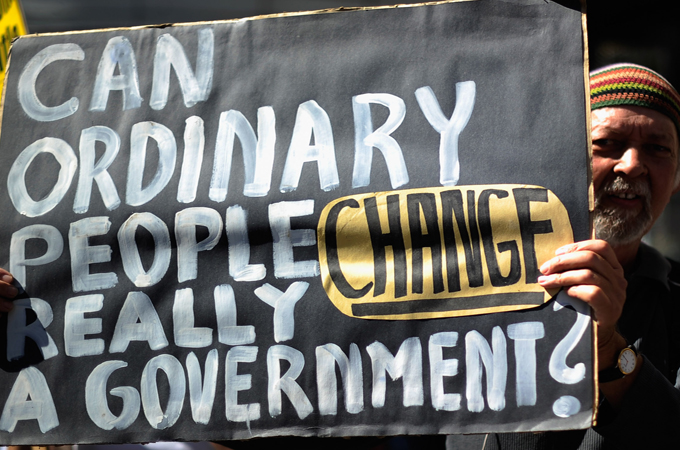 CAN
ORDINARY
PEOPLE CHANGE
REALLY
A GOVERNMENT?